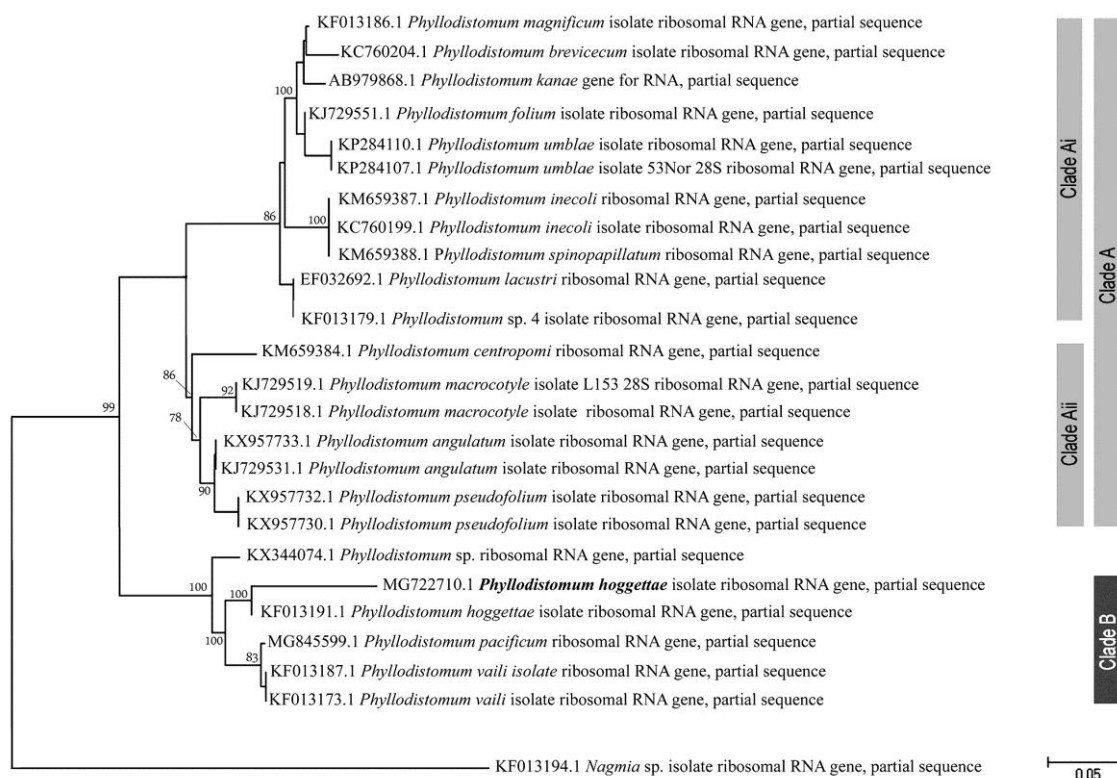 KF013186.1 Phyllodistomum magnificum isolate ribosomal RNA gene, partial sequence
KC760204.1 Phyllodistomum brevicecum isolate ribosomal RNA gene, partial sequence
AB979868.1 Phyllodistomum kanae gene for RNA, partial sequence
100
KJ729551.1 Phyllodistomum folium isolate ribosomal RNA gene, partial sequence
KP284110.1 Phyllodistomum umblae isolate ribosomal RNA gene, partial sequence
KP284107.1 Phyllodistomum umblae isolate 53Nor 28S ribosomal RNA gene, partial sequence
KM659387.1 Phyllodistomum inecoli ribosomal RNA gene, partial sequence
86
100
KC760199.1 Phyllodistomum inecoli isolate ribosomal RNA gene, partial sequence
KM659388.1 Phyllodistomum spinopapillatum ribosomal RNA gene, partial sequence
EF032692.1 Phyllodistomum lacustri ribosomal RNA gene, partial sequence
KF013179.1 Phyllodistomum sp. 4 isolate ribosomal RNA gene, partial sequence
Clade Ai
Clade A
KM659384.1 Phyllodistomum centropomi ribosomal RNA gene, partial sequence
86
92
KJ729519.1 Phyllodistomum macrocotyle isolate L153 28S ribosomal RNA gene, partial sequence
KJ729518.1 Phyllodistomum macrocotyle isolate ribosomal RNA gene, partial sequence
99
78
KX957733.1 Phyllodistomum angulatum isolate ribosomal RNA gene, partial sequence
KJ729531.1 Phyllodistomum angulatum isolate ribosomal RNA gene, partial sequence
90
KX957732.1 Phyllodistomum pseudofolium isolate ribosomal RNA gene, partial sequence
KX957730.1 Phyllodistomum pseudofolium isolate ribosomal RNA gene, partial sequence
Clade Aii
KX344074.1 Phyllodistomum sp. ribosomal RNA gene, partial sequence
100
MG722710.1 Phyllodistomum hoggettae isolate ribosomal RNA gene, partial sequence
100
KF013191.1 Phyllodistomum hoggettae isolate ribosomal RNA gene, partial sequence
100
MG845599.1 Phyllodistomum pacificum ribosomal RNA gene, partial sequence
83
KF013187.1 Phyllodistomum vaili isolate ribosomal RNA gene, partial sequence
KF013173.1 Phyllodistomum vaili isolate ribosomal RNA gene, partial sequence
Clade B
KF013194.1 Nagmia sp. isolate ribosomal RNA gene, partial sequence
0.05